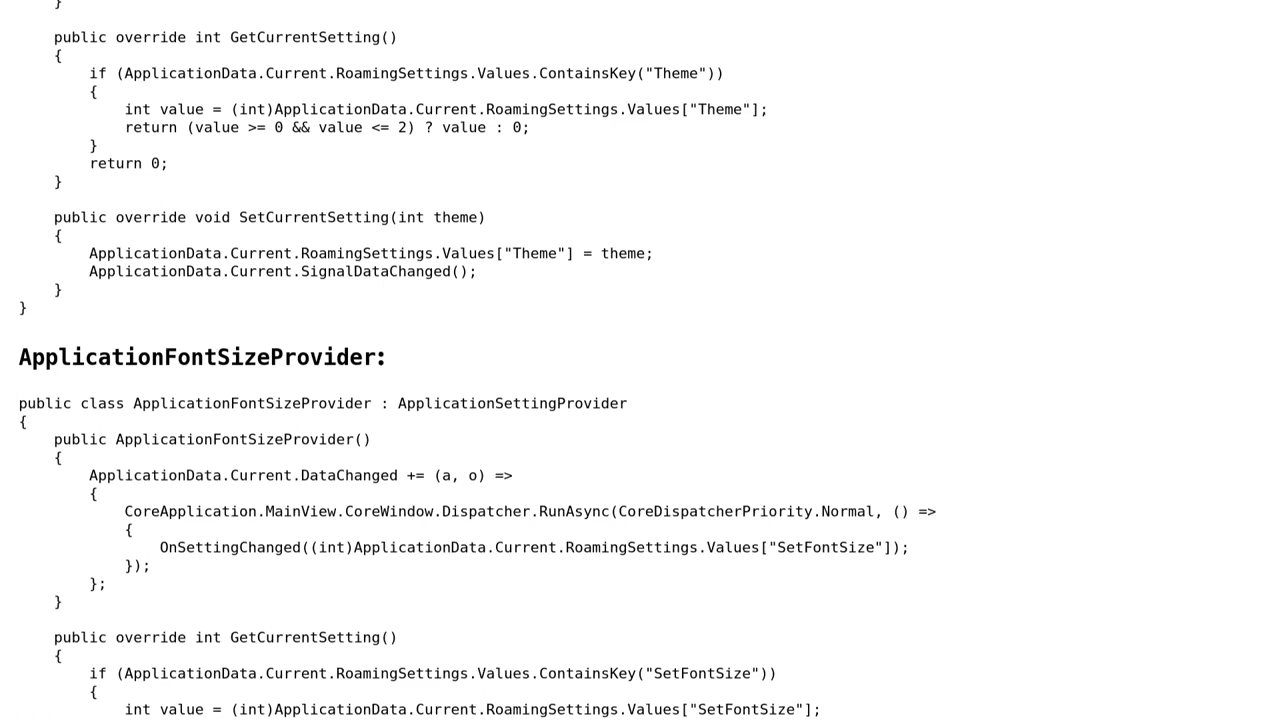 }
public override int GetCurrentSetting()
{
if (ApplicationData.Current.RoamingSettings.Values.ContainsKey("Theme"))
{
int value = (int)ApplicationData.Current.RoamingSettings.Values["Theme"];
return (value >= 0 && value <= 2) ? value : 0;
}
return 0;
}
public override void SetCurrentSetting(int theme)
{
ApplicationData.Current.RoamingSettings.Values["Theme"] = theme;
ApplicationData.Current.SignalDataChanged();
}
}
ApplicationFontSizeProvider:
public class ApplicationFontSizeProvider : ApplicationSettingProvider
{
public ApplicationFontSizeProvider()
{
ApplicationData.Current.DataChanged += (a, o) =>
{
CoreApplication.MainView.CoreWindow.Dispatcher.RunAsync(CoreDispatcherPriority.Normal, () =>
{
OnSettingChanged((int)ApplicationData.Current.RoamingSettings.Values["SetFontSize"]);
});
};
}
public override int GetCurrentSetting()
{
if (ApplicationData.Current.RoamingSettings.Values.ContainsKey("SetFontSize"))
{
int value = (int)ApplicationData.Current.RoamingSettings.Values["SetFontSize"];